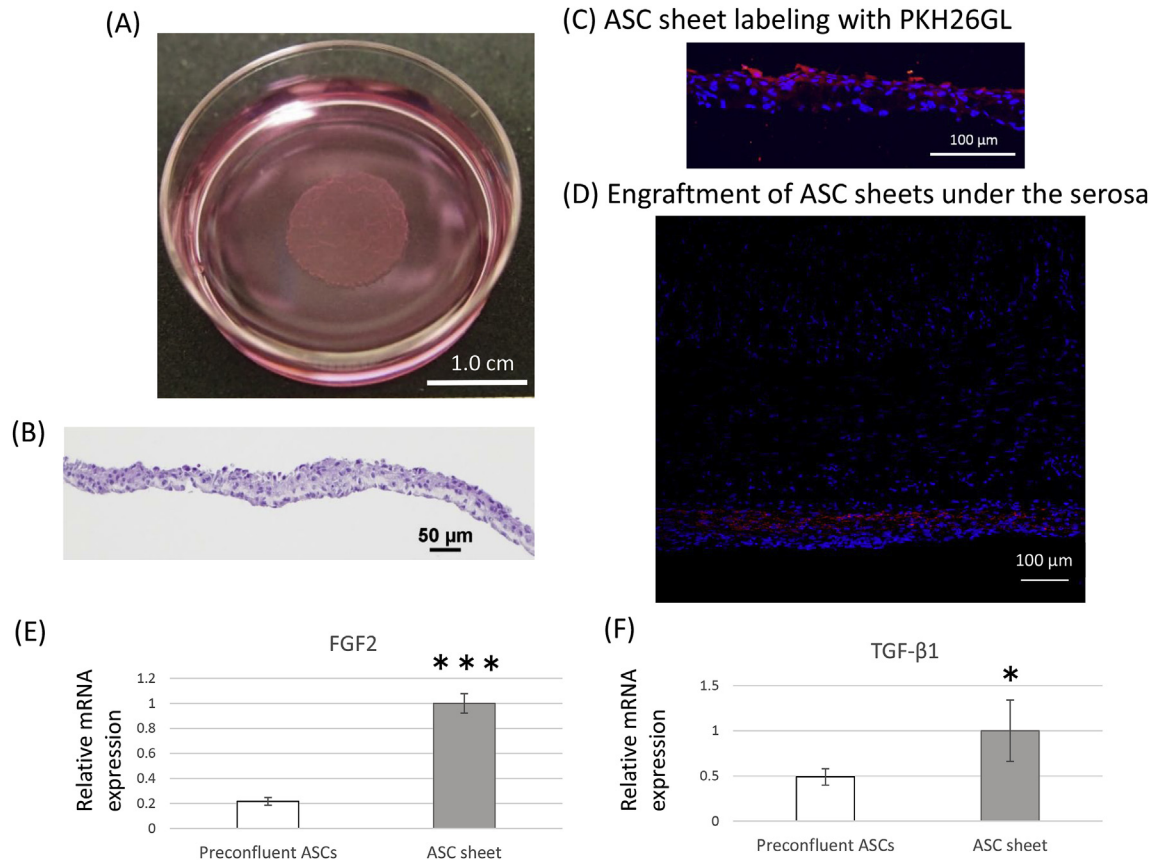 (A)
1.0 cm
(B)
50 µm
(C) ASC sheet labeling with PKH26GL
100 µm
(D) Engraftment of ASC sheets under the serosa
100 µm
(E)
FGF2
* * *
Relative mRNA
expression
1.2
1
0.8
0.6
0.4
0.2
0
Preconfluent ASCs
ASC sheet
(F)
TGF-β1
*
Relative mRNA
expression
1.5
1
0.5
0
Preconfluent ASCs
ASC sheet